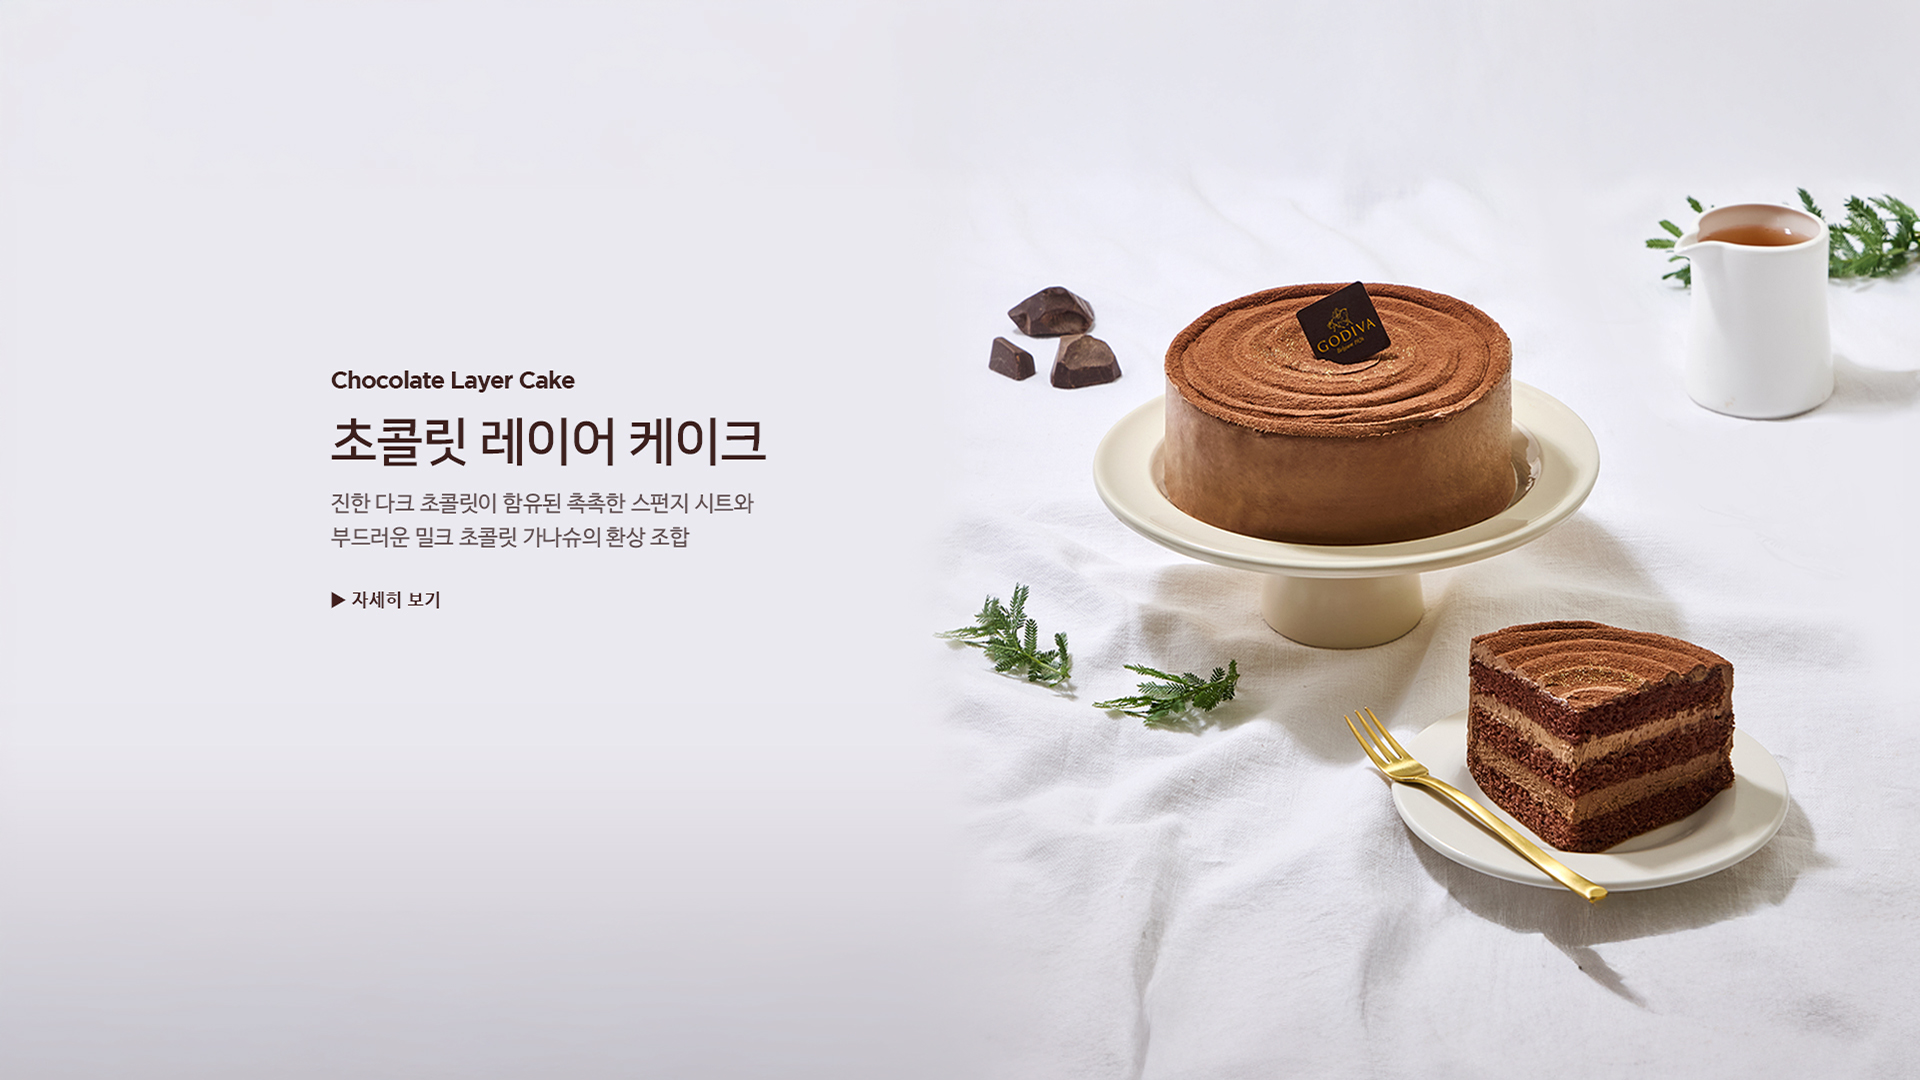 Chocolate Layer Cake
초콜릿 레이어 케이크
진한 다크 초콜릿이 함유된 촉촉한 스펀지 시트와
부드러운 밀크 초콜릿 가나슈의 환상 조합
▶ 자세히 보기
GODIVA
Belgium 1926